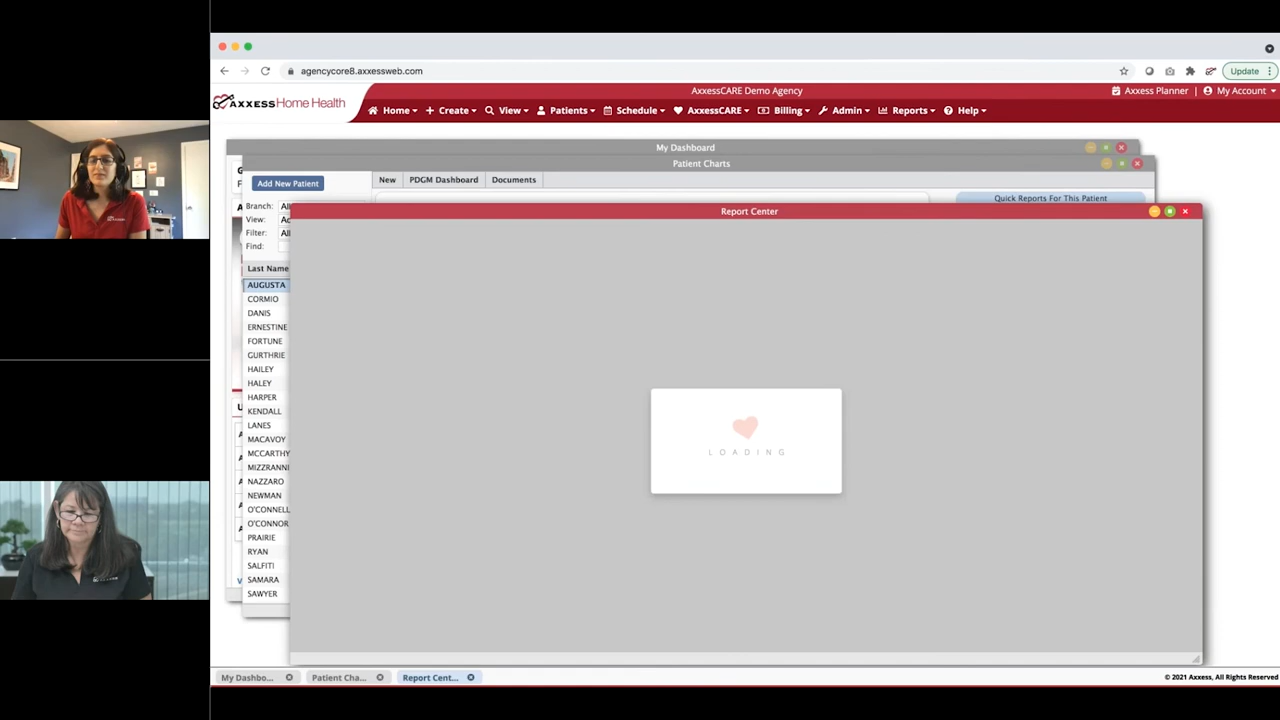 agencycore8.axxessweb.com
Update
AXXESS Home Health
AxxessCARE Demo Agency
Axxess Planner | My Account
Home Create View Patients Schedule AxxessCARE Billing Admin Reports Help
My Dashboard
Patient Charts
Add New Patient
New PDGM Dashboard Documents
Quick Reports For This Patient
Branch:
View:
Filter:
Find:
Report Center
Last Name
AUGUSTA
CORMIO
DANIS
ERNESTINE
FORTUNE
GURTHRIE
HAILEY
HALEY
HARPER
KENDALL
LANES
MACAVOY
MCCARTHY
MIZZRANN
NAZZARO
NEWMAN
O'CONNELL
O'CONNOR
PRAIRIE
RYAN
SALFITI
SAMARA
SAWYER
LOADING
My Dashbo... Patient Cha... Report Cent...
© 2021 Axxess, All Rights Reserved